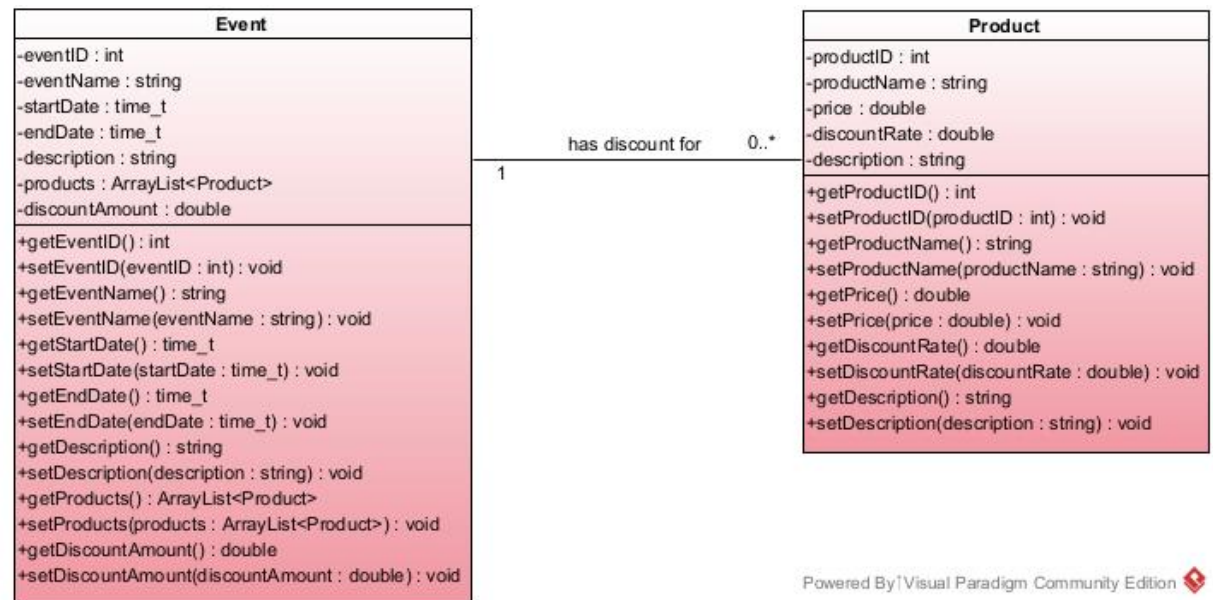 Event
-eventID : int
-eventName : string
-startDate : time_t
-endDate : time_t
-description : string
-products : ArrayList<Product>
-discountAmount : double
+getEventID() : int
+setEventID(eventID : int) : void
+getEventName() : string
+setEventName(eventName : string) : void
+getStartDate() : time_t
+setStartDate(startDate : time_t) : void
+getEndDate() : time_t
+setEndDate(endDate : time_t) : void
+getDescription() : string
+setDescription(description : string) : void
+getProducts() : ArrayList<Product>
+setProducts(products : ArrayList<Product>) : void
+getDiscountAmount() : double
+setDiscountAmount(discountAmount : double) : void
has discount for
0..*
1
Product
-productID : int
-productName : string
-price : double
-discountRate : double
-description : string
+getProductID() : int
+setProductID(productID : int) : void
+getProductName() : string
+setProductName(productName : string) : void
+getPrice() : double
+setPrice(price : double) : void
+getDiscountRate() : double
+setDiscountRate(discountRate : double) : void
+getDescription() : string
+setDescription(description : string) : void
Powered By Visual Paradigm Community Edition